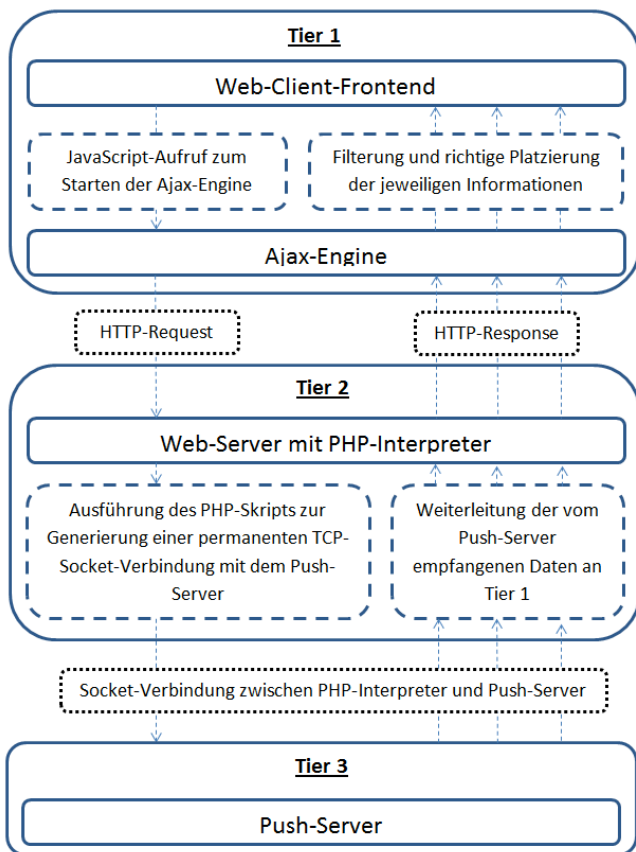 Tier 1
Web-Client-Frontend
JavaScript-Aufruf zum
Starten der Ajax-Engine
Filterung und richtige Platzierung
der jeweiligen Informationen
Ajax-Engine
HTTP-Request
HTTP-Response
Tier 2
Web-Server mit PHP-Interpreter
Ausführung des PHP-Skripts zur
Generierung einer permanenten TCP-
Socket-Verbindung mit dem Push-
Server
Weiterleitung der vom
Push-Server
empfangenen Daten an
Tier 1
Socket-Verbindung zwischen PHP-Interpreter und Push-Server
Tier 3
Push-Server